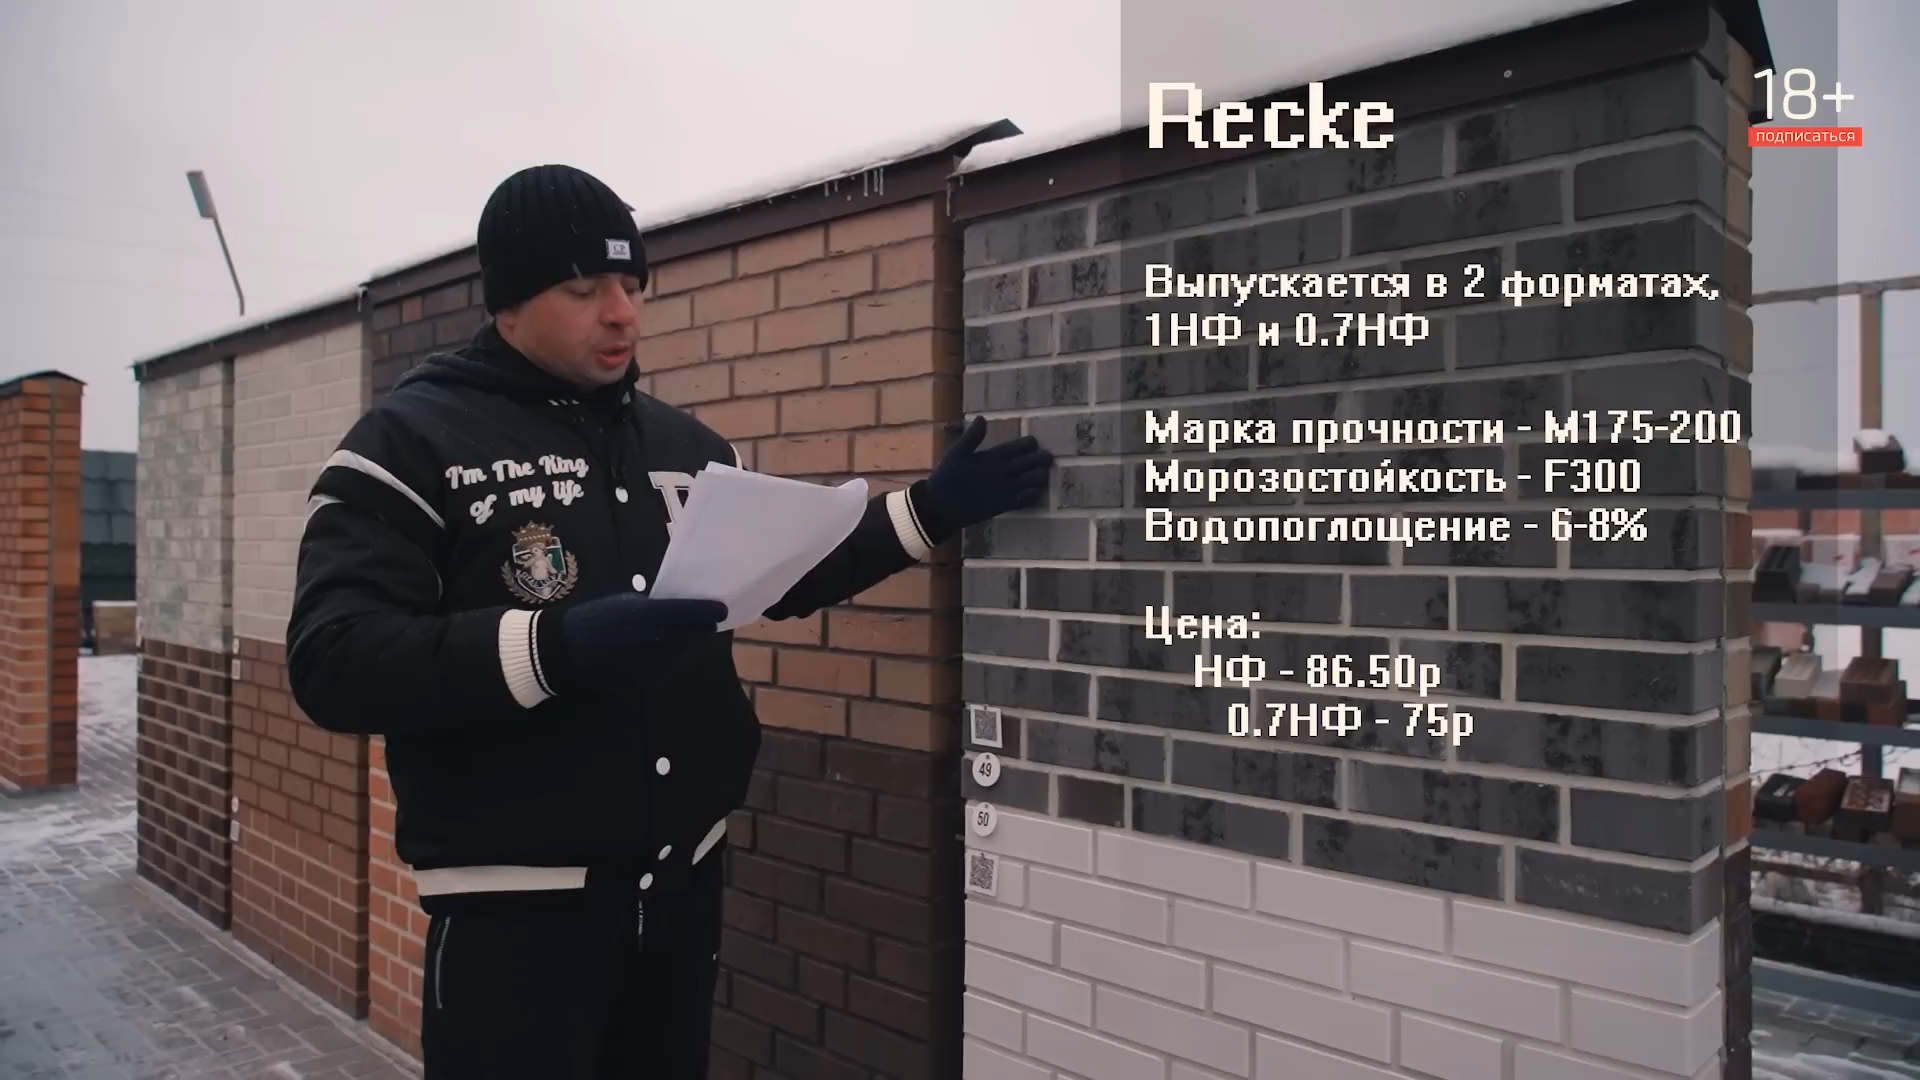 Recke
18+
подписаться
Выпускается в 2 форматах,
1НФ и 0.7НФ
Марка прочности - М175-200
Морозостойкость - F300
Водопоглощение - 6-8%
Цена:
НФ - 86.50р
0.7НФ - 75р
I'm The King
of my life
49
50